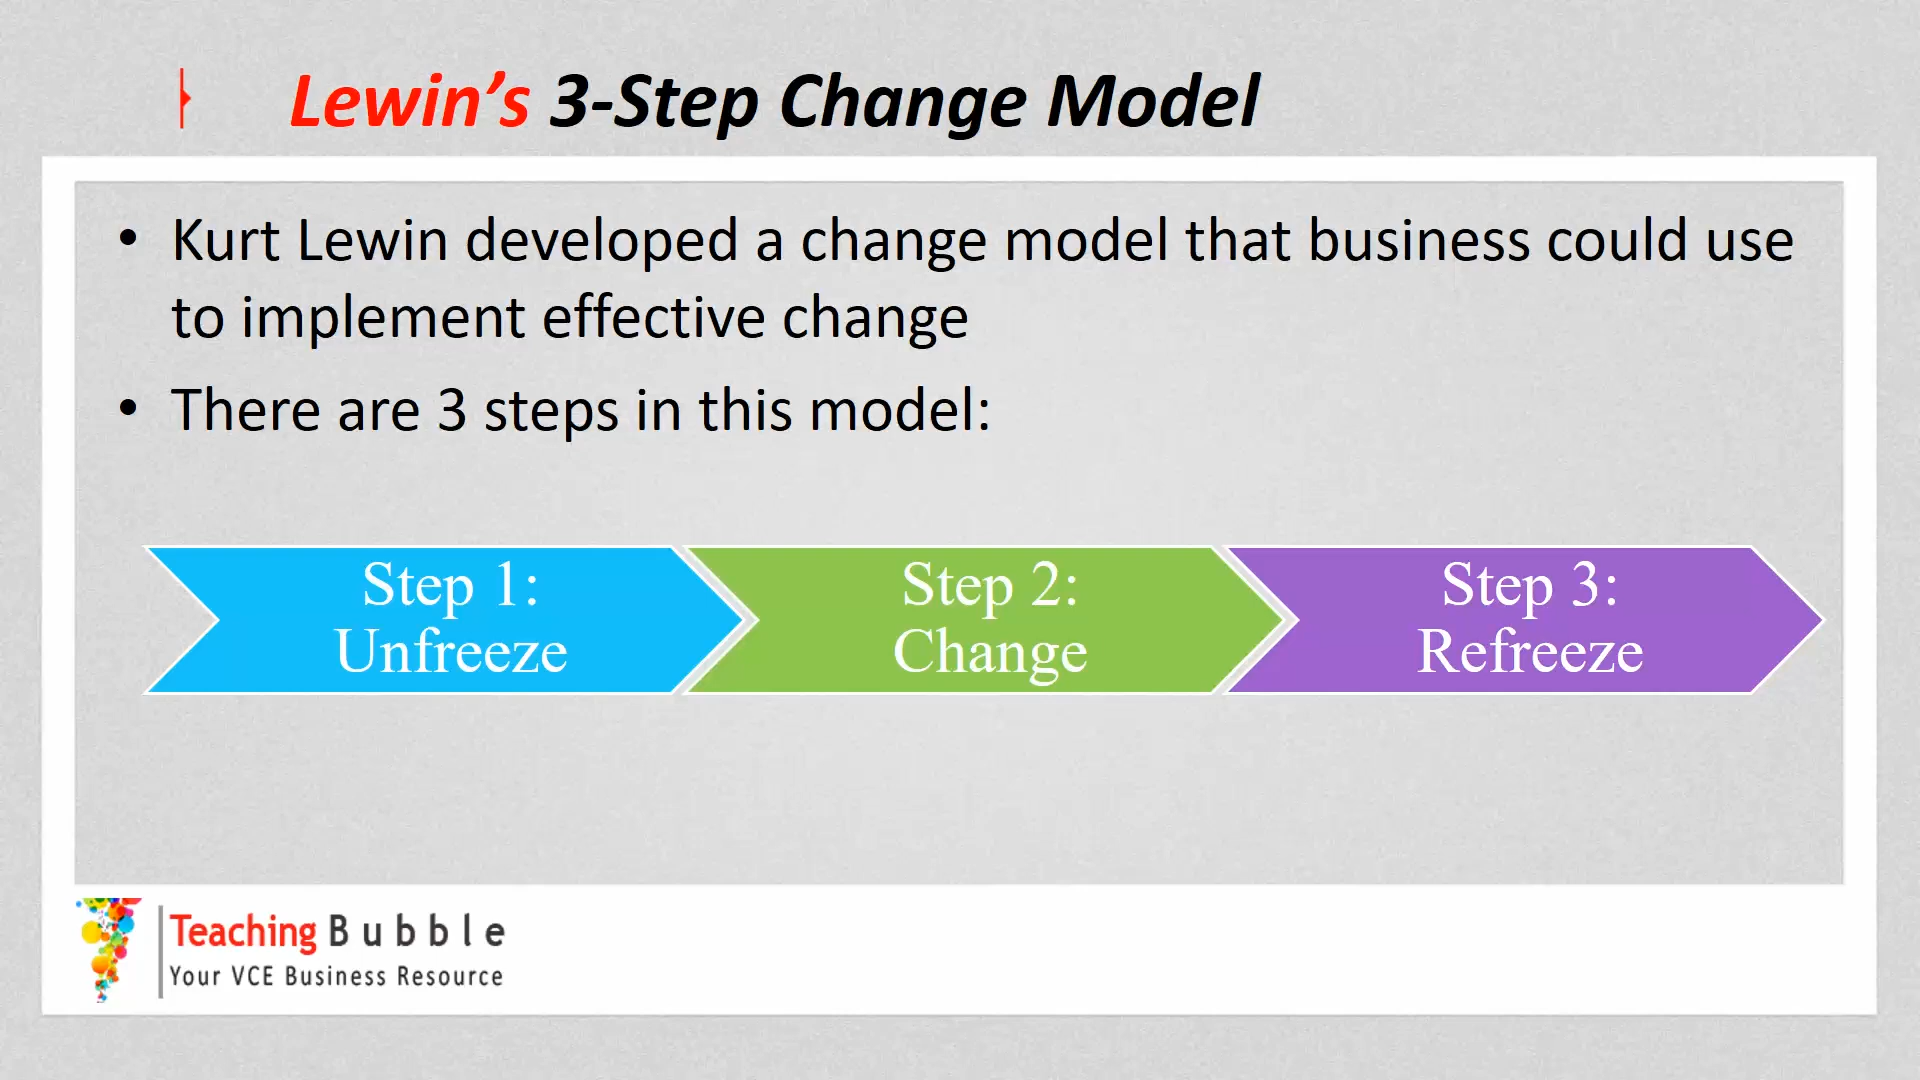 Lewin’s 3-Step Change Model
• Kurt Lewin developed a change model that business could use
to implement effective change
• There are 3 steps in this model:
Step 1:
Unfreeze
Step 2:
Change
Step 3:
Refreeze
Teaching Bubble
Your VCE Business Resource